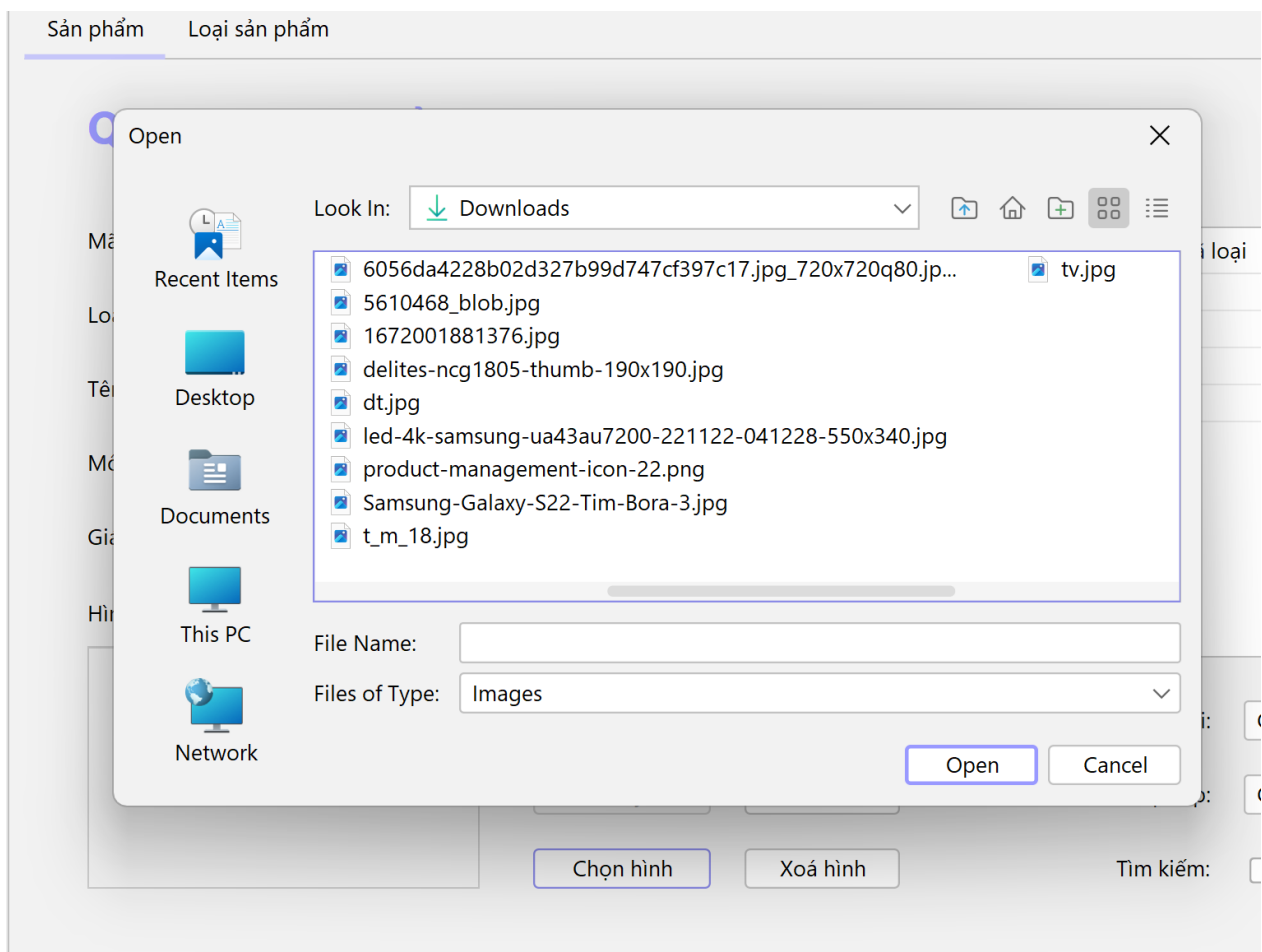 Sản phẩm Loại sản phẩm
Open
Look In: Downloads
Recent Items
Desktop
Documents
This PC
Network
6056da4228b02d327b99d747cf397c17.jpg_720x720q80.jp...
5610468_blob.jpg
1672001881376.jpg
delites-ncg1805-thumb-190x190.jpg
dt.jpg
led-4k-samsung-ua43au7200-221122-041228-550x340.jpg
product-management-icon-22.png
Samsung-Galaxy-S22-Tim-Bora-3.jpg
t_m_18.jpg
tv.jpg
loại
File Name:
Files of Type: Images
Open Cancel
Chọn hình Xoá hình Tìm kiếm: